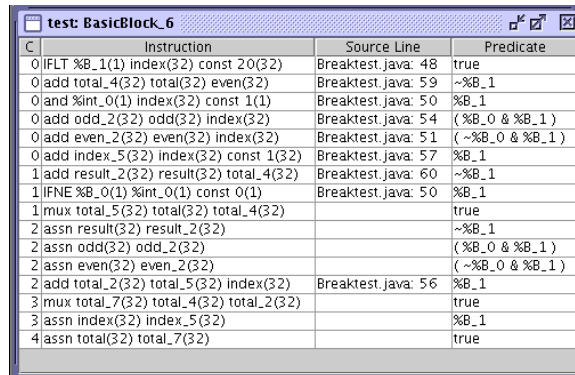 test: BasicBlock_6
C Instruction Source Line Predicate
0 IFLT %B_1(1) index(32) const 20(32) Breaktest.java: 48 true
0 add total_4(32) total(32) even(32) Breaktest.java: 59 ~%B_1
0 and %int_0(1) index(32) const 1(1) Breaktest.java: 50 %B_1
0 add odd_2(32) odd(32) index(32) Breaktest.java: 54 ( %B_0 & %B_1 )
0 add even_2(32) even(32) index(32) Breaktest.java: 51 ( ~%B_0 & %B_1 )
0 add index_5(32) index(32) const 1(32) Breaktest.java: 57 %B_1
1 add result_2(32) result(32) total_4(32) Breaktest.java: 60 ~%B_1
1 IFNE %B_0(1) %int_0(1) const 0(1) Breaktest.java: 50 %B_1
1 mux total_5(32) total(32) total_4(32) true
2 assn result(32) result_2(32) ~%B_1
2 assn odd(32) odd_2(32) ( %B_0 & %B_1 )
2 assn even(32) even_2(32) ( ~%B_0 & %B_1 )
2 add total_2(32) total_5(32) index(32) Breaktest.java: 56 %B_1
3 mux total_7(32) total_4(32) total_2(32) true
3 assn index(32) index_5(32) %B_1
4 assn total(32) total_7(32) true